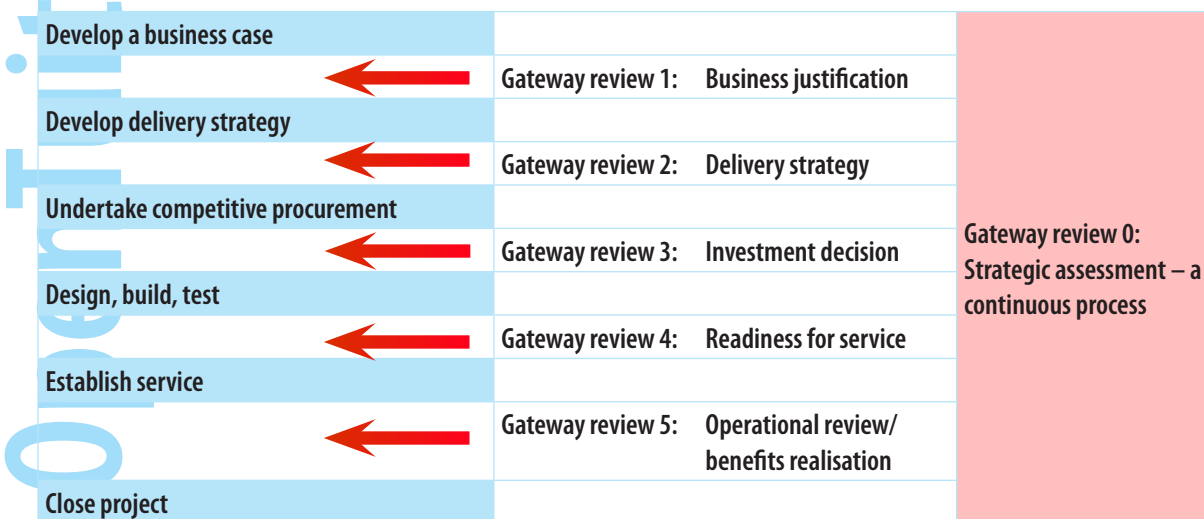 Develop a business case
Gateway review 1: Business justification
Develop delivery strategy
Gateway review 2: Delivery strategy
Undertake competitive procurement
Gateway review 3: Investment decision
Design, build, test
Gateway review 4: Readiness for service
Establish service
Gateway review 5: Operational review/
benefits realisation
Close project
Gateway review 0:
Strategic assessment – a
continuous process